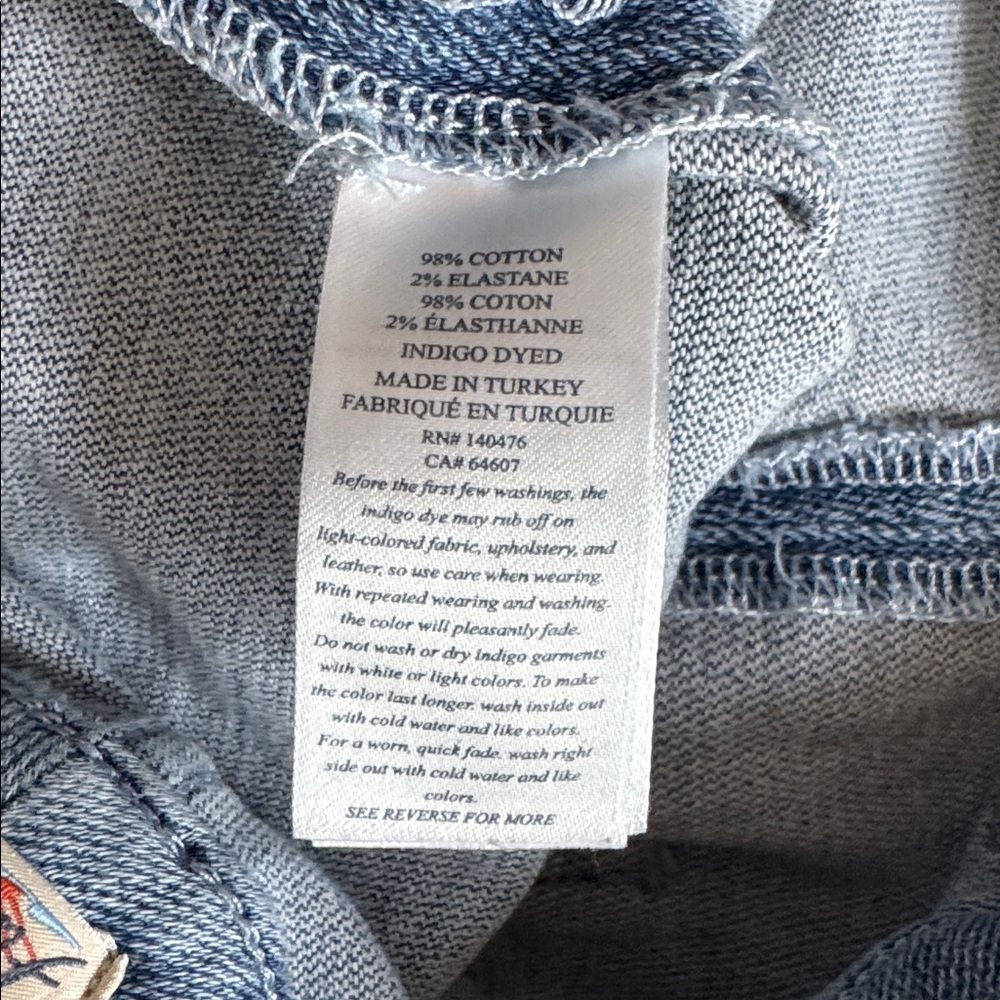 98% COTTON
2% ELASTANE
98% COTON
2% ÉLASTHANNE
INDIGO DYED
MADE IN TURKEY
FABRIQUÉ EN TURQUIE
RN# 140476
CA# 64607
Before the first few washings, the
indigo dye may rub off on
light-colored fabric, upholstery, and
leather, so use care when wearing.
With repeated wearing and washing.
the color will pleasantly fade.
Do not wash or dry indigo garments
with white or light colors. To make
the color last longer. wash inside out
with cold water and like colors.
For a worn, quick fade. wash right
side out with cold water and like
colors.
SEE REVERSE FOR MORE